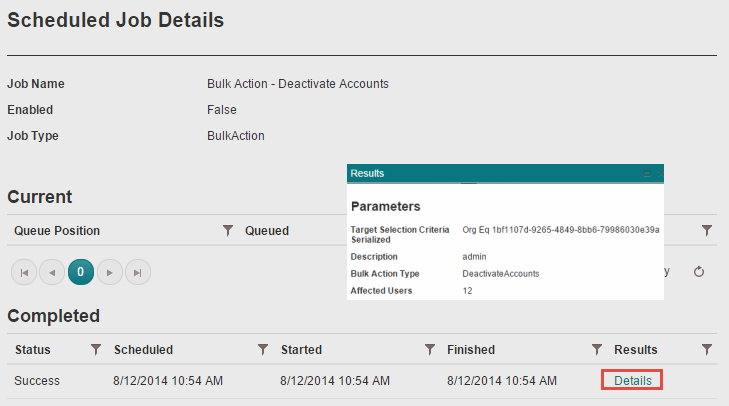 Scheduled Job Details
Job Name Bulk Action - Deactivate Accounts
Enabled False
Job Type BulkAction
Results
Parameters
Target Selection Criteria Org Eq 1bf1107d-9265-4849-8bb6-79986030e39a
Serialized
Description admin
Bulk Action Type DeactivateAccounts
Affected Users 12
Current
Queue Position Queued
0
y
Completed
Status Scheduled Started Finished Results
Success 8/12/2014 10:54 AM 8/12/2014 10:54 AM 8/12/2014 10:54 AM Details